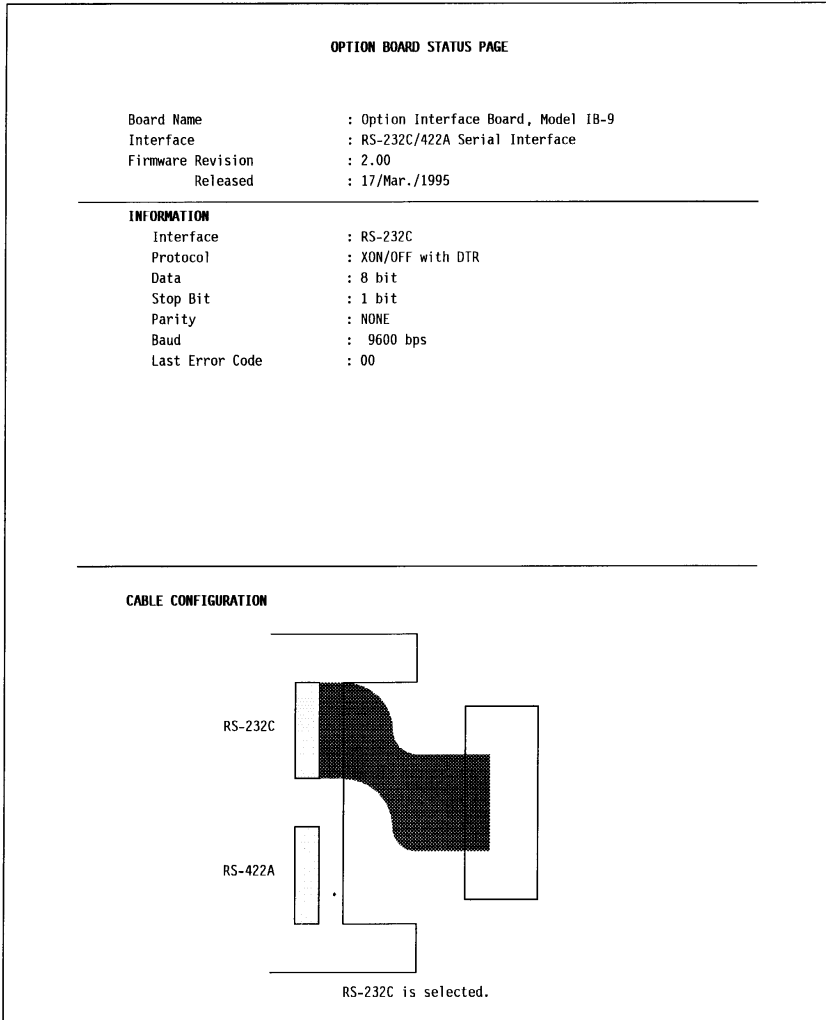 OPTION BOARD STATUS PAGE
Board Name : Option Interface Board, Model IB-9
Interface : RS-232C/422A Serial Interface
Firmware Revision : 2.00
Released : 17/Mar./1995
INFORMATION
Interface : RS-232C
Protocol : XON/OFF with DTR
Data : 8 bit
Stop Bit : 1 bit
Parity : NONE
Baud : 9600 bps
Last Error Code : 00
CABLE CONFIGURATION
RS-232C
RS-422A
RS-232C is selected.